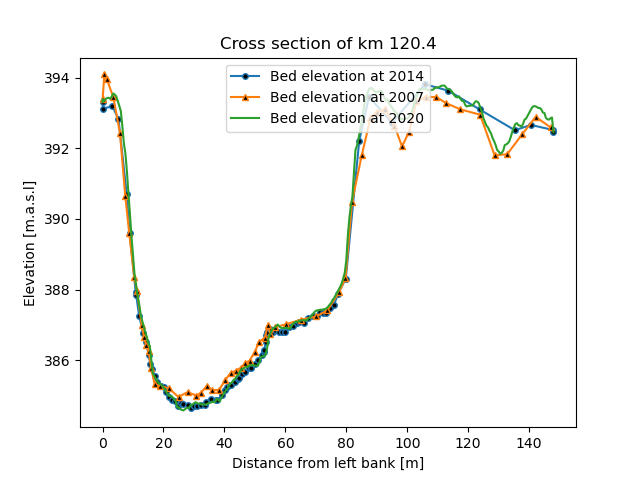 Cross section of km 120.4
Bed elevation at 2014
Bed elevation at 2007
Bed elevation at 2020
394
392
390
388
386
Elevation [m.a.s.l]
0 20 40 60 80 100 120 140
Distance from left bank [m]